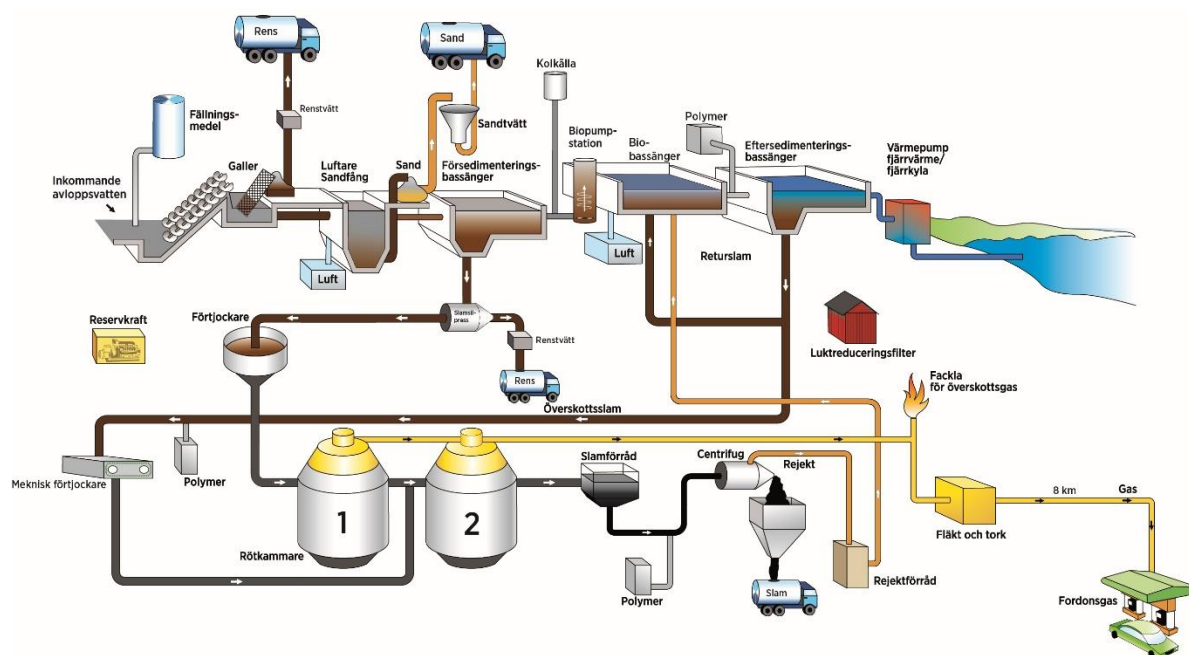 Rens
Sand
Kolkälla
Fällnings-
medel
Renstvätt
Sandtvätt
Biopump-
station
Polymer
Galler
Luftare
Sandfång
Sand
Försedimenterings-
bassänger
Bio-
bassänger
Eftersedimenterings-
bassänger
Värmepump
fjärrvärme/
fjärrkyla
Inkommande
avloppsvatten
Luft
Luft
Returslam
Reservkraft
Förtjockare
Slamsil-
press
Renstvätt
Rens
Överskottsslam
Luktreduceringsfilter
Fackla
för överskottsgas
Meknisk förtjockare
Polymer
1
2
Rötkammare
Slamförråd
Centrifug
Rejekt
Polymer
Slam
Rejektförråd
Fläkt och tork
8 km
Gas
Fordonsgas